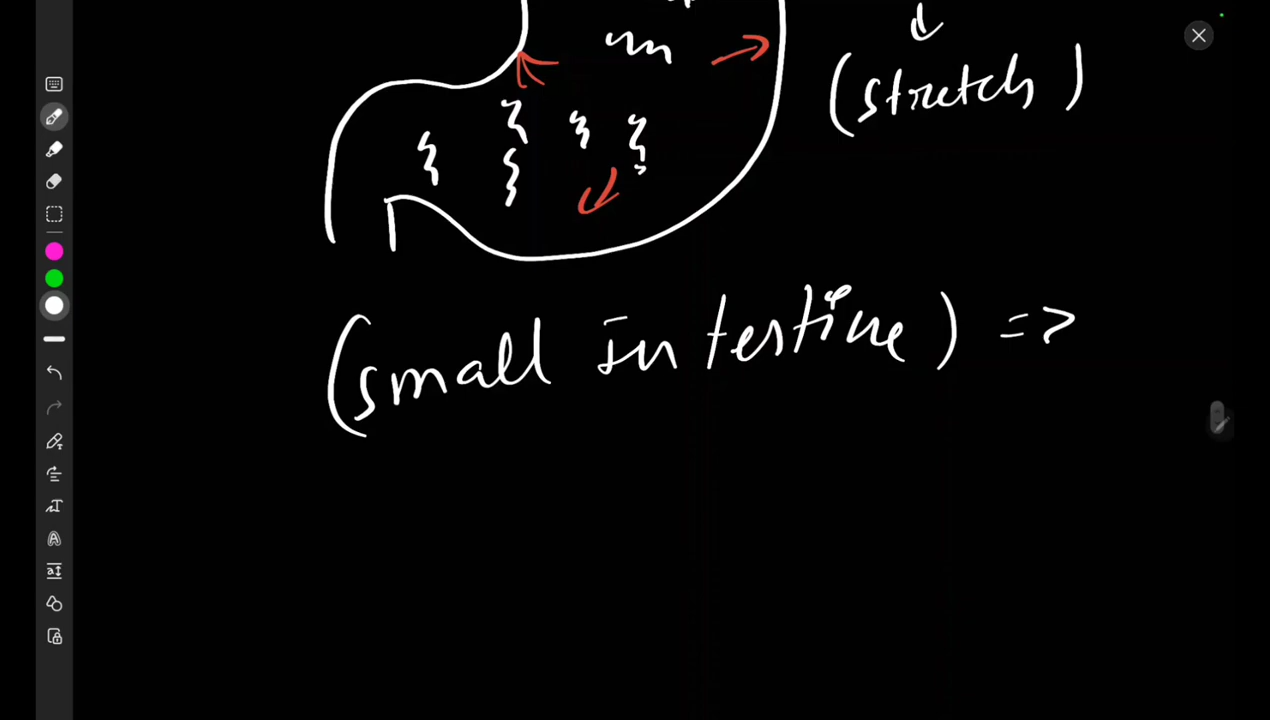 (stretch)
(small intestine) =>